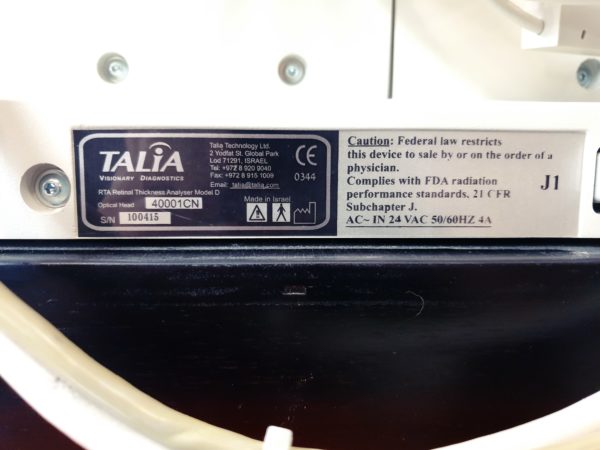 TALiA
VISIONARY DIAGNOSTICS
RTA Retinal Thickness Analyser Model D
Optical Head 40001CN
S/N 100415
Talia Technology Ltd.
2 Yodfat St. Global Park
Lod 71291, ISRAEL
Tel: +972 8 920 9040
Fax: +972 8 915 1009
Email: talia@talia.com
Made in Israel
CE
0344
Caution: Federal law restricts
this device to sale by or on the order of a
physician.
Complies with FDA radiation
performance standards, 21 CFR
Subchapter J.
AC~ IN 24 VAC 50/60HZ 4A
J1